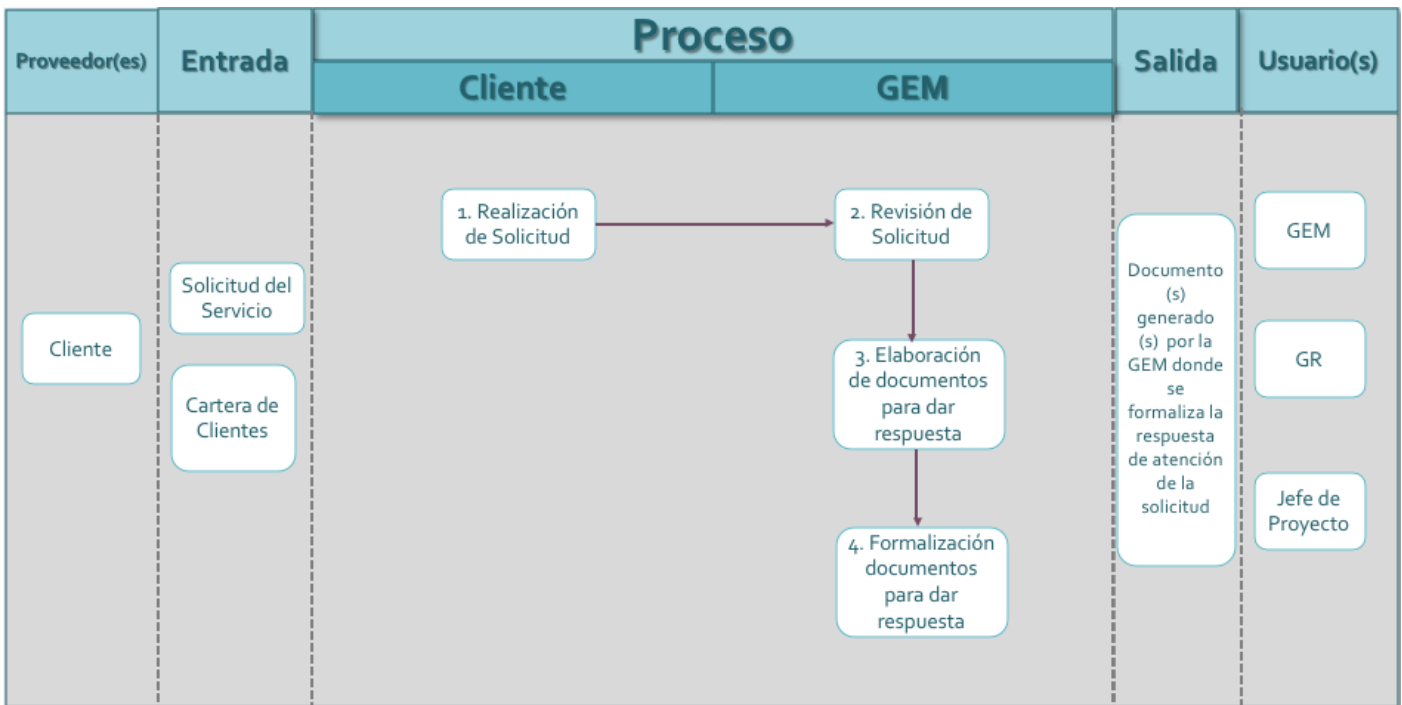 Proveedor(es)
Entrada
Proceso
Cliente
GEM
Salida
Usuario(s)
Cliente
Solicitud del
Servicio
Cartera de
Clientes
1. Realización
de Solicitud
2. Revisión de
Solicitud
3. Elaboración
de documentos
para dar
respuesta
4. Formalización
documentos
para dar
respuesta
Documento
(s)
generado
(s) por la
GEM donde
se
formaliza la
respuesta
de atención
de la
solicitud
GEM
GR
Jefe de
Proyecto